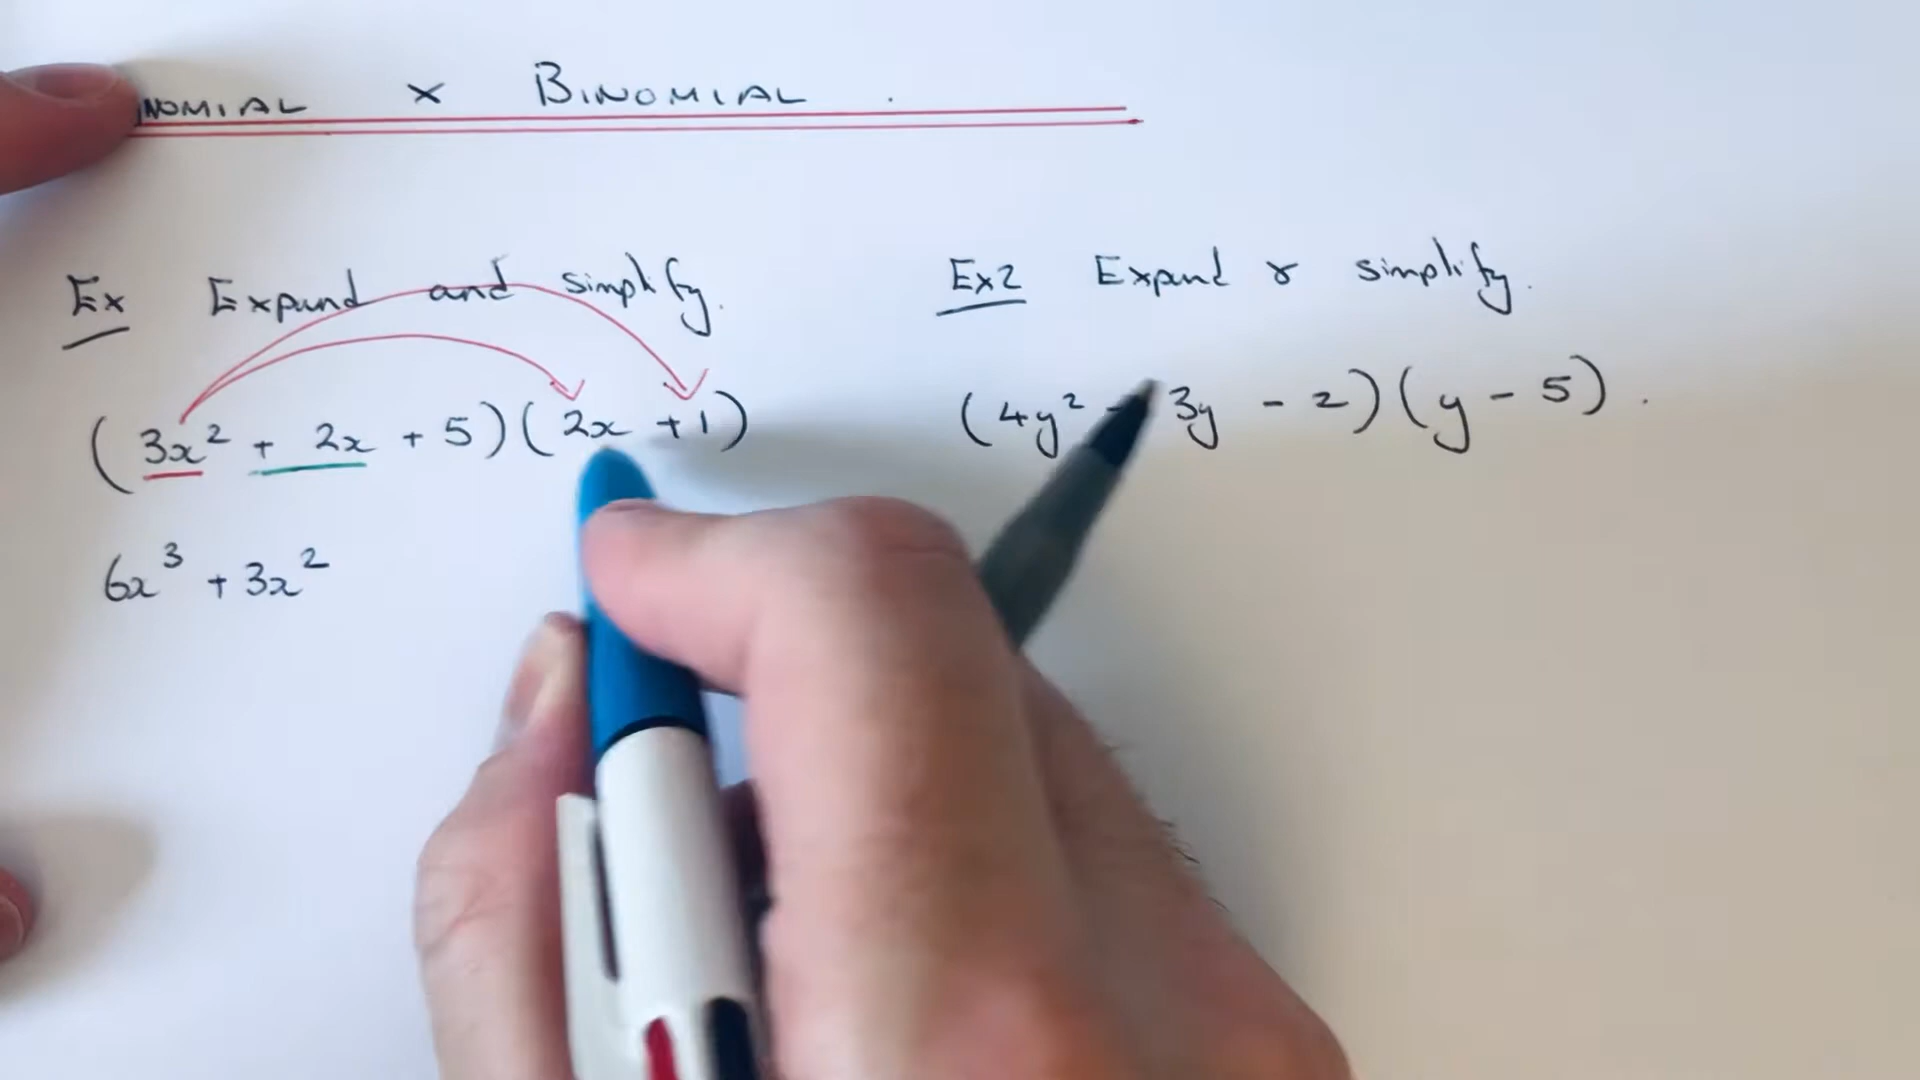 NOMIAL × BINOMIAL .
Ex Expand and simplify.
(3x² + 2x + 5)(2x + 1)
6x³ + 3x²
Ex2 Expand & simplify.
(4y² - 3y - 2)(y - 5) .